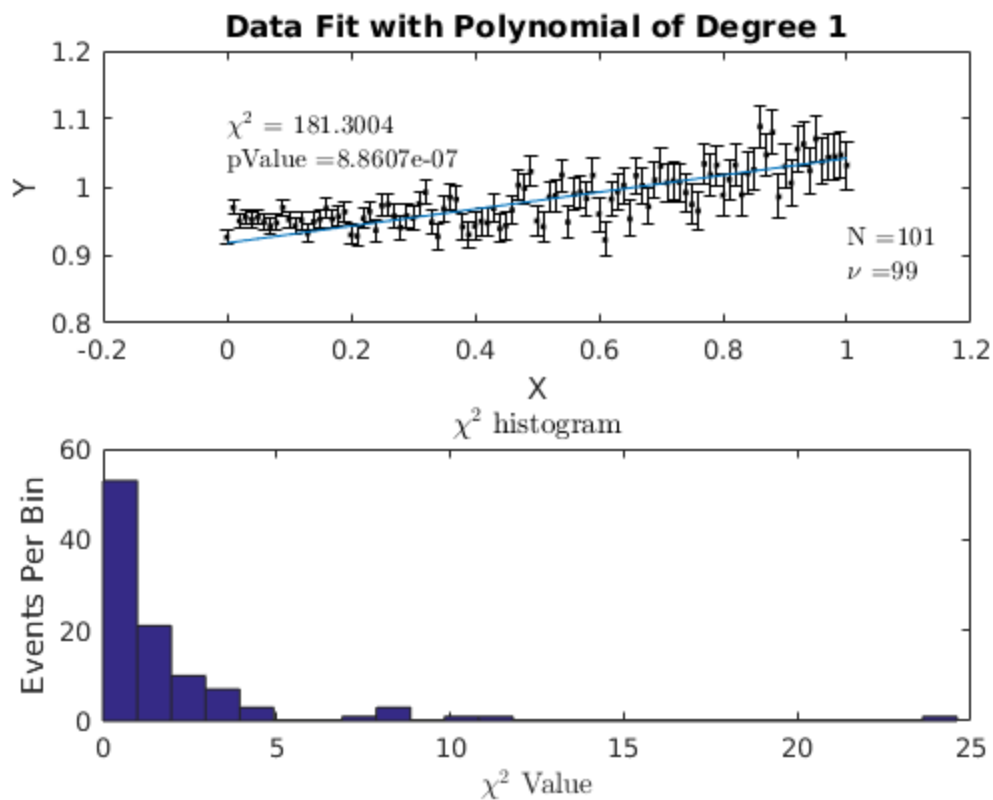 Data Fit with Polynomial of Degree 1
1.2
1.1
1
0.9
0.8
Y
χ² = 181.3004
pValue =8.8607e-07
N =101
ν =99
-0.2 0 0.2 0.4 0.6 0.8 1 1.2
X
χ² histogram
60
40
20
0
Events Per Bin
0 5 10 15 20 25
χ² Value